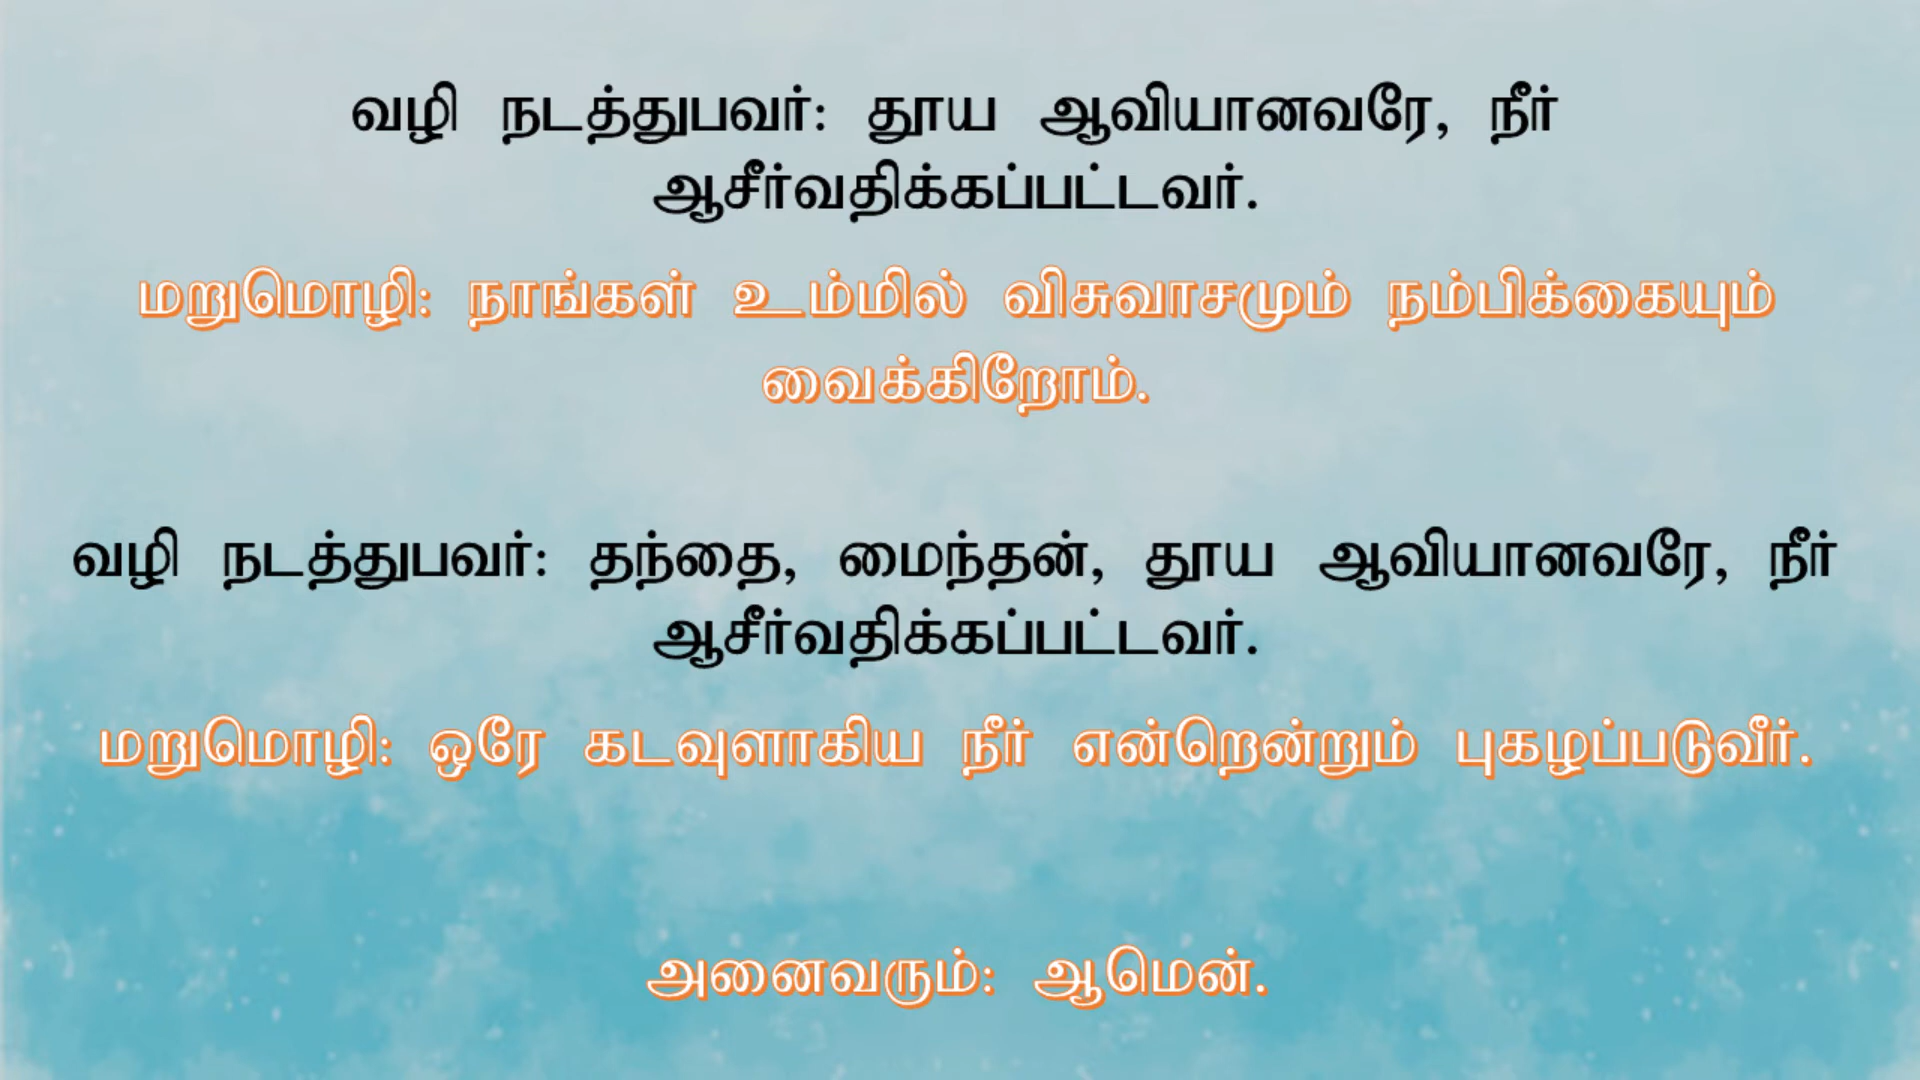 வழி நடத்துபவர்: தூய ஆவியானவரே, நீர்
ஆசீர்வதிக்கப்பட்டவர்.
மறுமொழி: நாங்கள் உம்மில் விசுவாசமும் நம்பிக்கையும்
வைக்கிறோம்.
வழி நடத்துபவர்: தந்தை, மைந்தன், தூய ஆவியானவரே, நீர்
ஆசீர்வதிக்கப்பட்டவர்.
மறுமொழி: ஒரே கடவுளாகிய நீர் என்றென்றும் புகழப்படுவீர்.
அனைவரும்: ஆமென்.